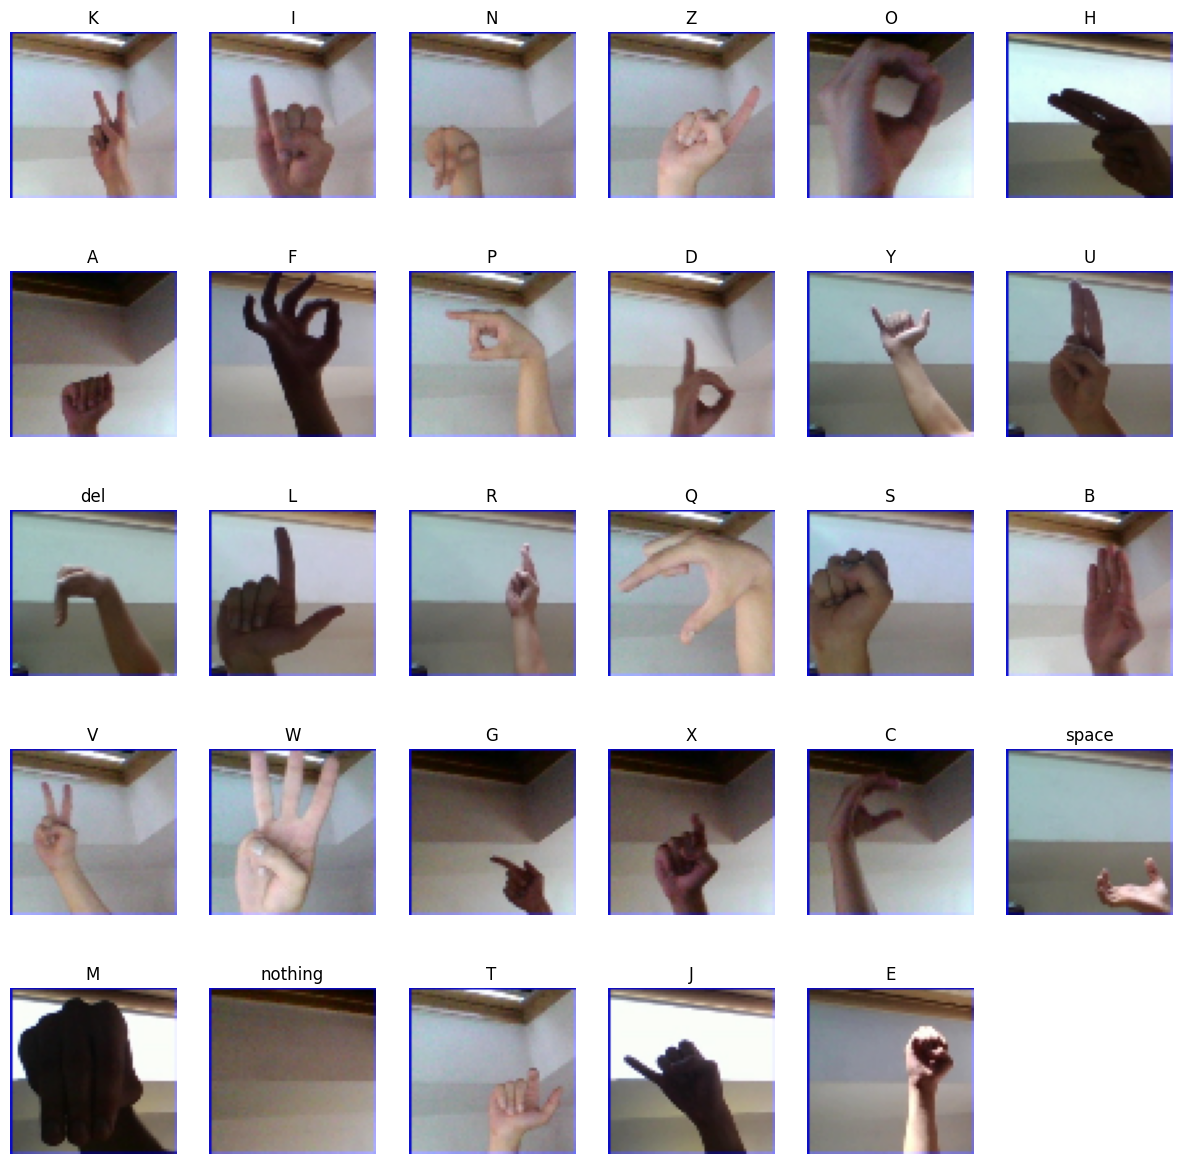 K I N Z O H
A F P D Y U
del L R Q S B
V W G X C space
M nothing T J E